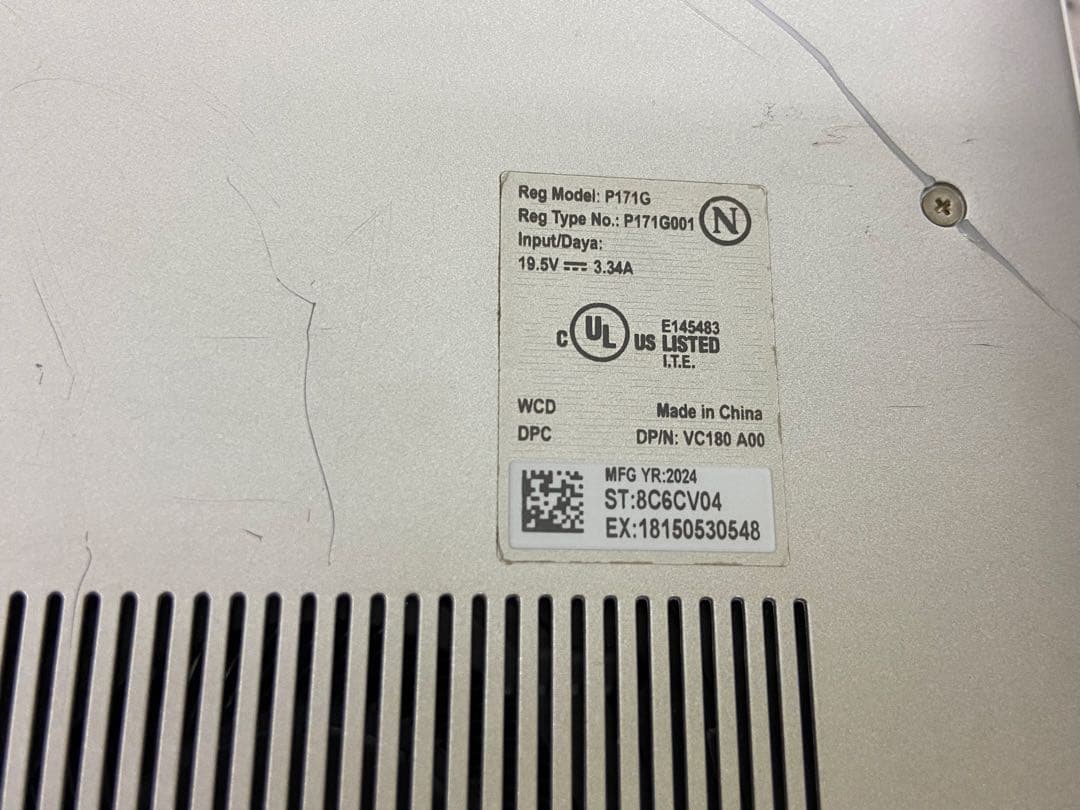 Reg Model: P171G
Reg Type No.: P171G001
N
Input/Daya:
19.5V ⎓ 3.34A
C UL US
E145483
LISTED
I.T.E.
WCD
Made in China
DPC
DP/N: VC180 A00
MFG YR:2024
ST:8C6CV04
EX:18150530548